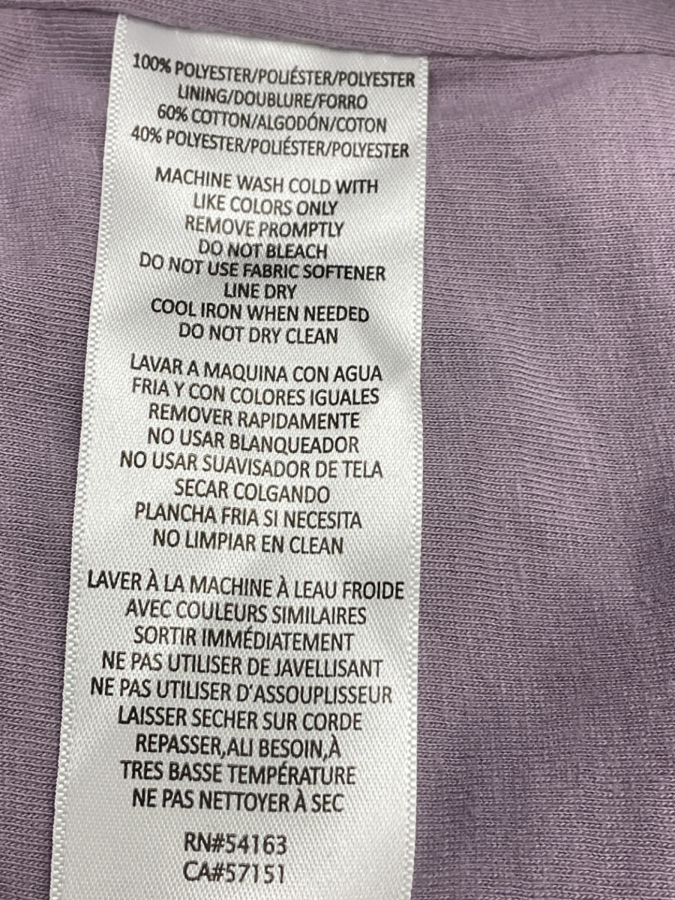 100% POLYESTER/POLIÉSTER/POLYESTER
LINING/DOUBLURE/FORRO
60% COTTON/ALGODÓN/COTON
40% POLYESTER/POLIÉSTER/POLYESTER
MACHINE WASH COLD WITH
LIKE COLORS ONLY
REMOVE PROMPTLY
DO NOT BLEACH
DO NOT USE FABRIC SOFTENER
LINE DRY
COOL IRON WHEN NEEDED
DO NOT DRY CLEAN
LAVAR A MAQUINA CON AGUA
FRIA Y CON COLORES IGUALES
REMOVER RAPIDAMENTE
NO USAR BLANQUEADOR
NO USAR SUAVISADOR DE TELA
SECAR COLGANDO
PLANCHA FRIA SI NECESITA
NO LIMPIAR EN CLEAN
LAVER À LA MACHINE À LEAU FROIDE
AVEC COULEURS SIMILAIRES
SORTIR IMMÉDIATEMENT
NE PAS UTILISER DE JAVELLISANT
NE PAS UTILISER D'ASSOUPLISSEUR
LAISSER SECHER SUR CORDE
REPASSER,ALI BESOIN,À
TRES BASSE TEMPÉRATURE
NE PAS NETTOYER À SEC
RN#54163
CA#57151